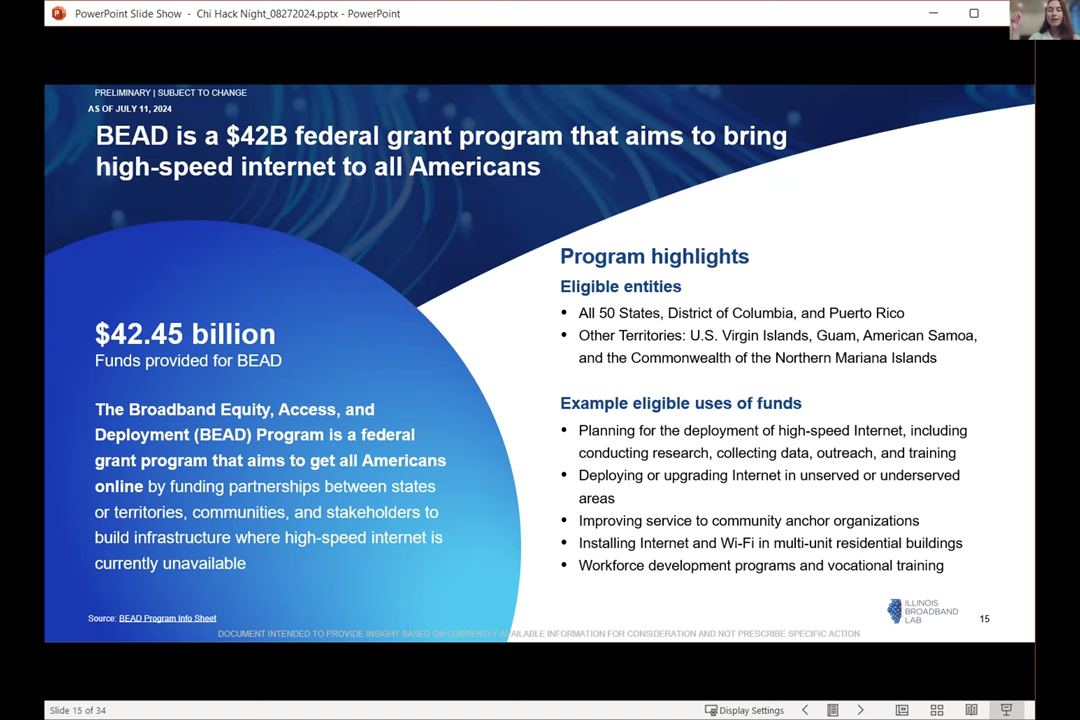 PowerPoint Slide Show - Chi Hack Night_08272024.pptx - PowerPoint
PRELIMINARY | SUBJECT TO CHANGE
AS OF JULY 11, 2024
BEAD is a $42B federal grant program that aims to bring
high-speed internet to all Americans
$42.45 billion
Funds provided for BEAD
The Broadband Equity, Access, and
Deployment (BEAD) Program is a federal
grant program that aims to get all Americans
online by funding partnerships between states
or territories, communities, and stakeholders to
build infrastructure where high-speed internet is
currently unavailable
Program highlights
Eligible entities
• All 50 States, District of Columbia, and Puerto Rico
• Other Territories: U.S. Virgin Islands, Guam, American Samoa,
and the Commonwealth of the Northern Mariana Islands
Example eligible uses of funds
• Planning for the deployment of high-speed Internet, including
conducting research, collecting data, outreach, and training
• Deploying or upgrading Internet in unserved or underserved
areas
• Improving service to community anchor organizations
• Installing Internet and Wi-Fi in multi-unit residential buildings
• Workforce development programs and vocational training
Source: BEAD Program Info Sheet
ILLINOIS
BROADBAND
LAB
15
DOCUMENT INTENDED TO PROVIDE INSIGHT BASED ON CURRENTLY AVAILABLE INFORMATION FOR CONSIDERATION AND NOT PRESCRIBE SPECIFIC ACTION
Slide 15 of 34
Display Settings